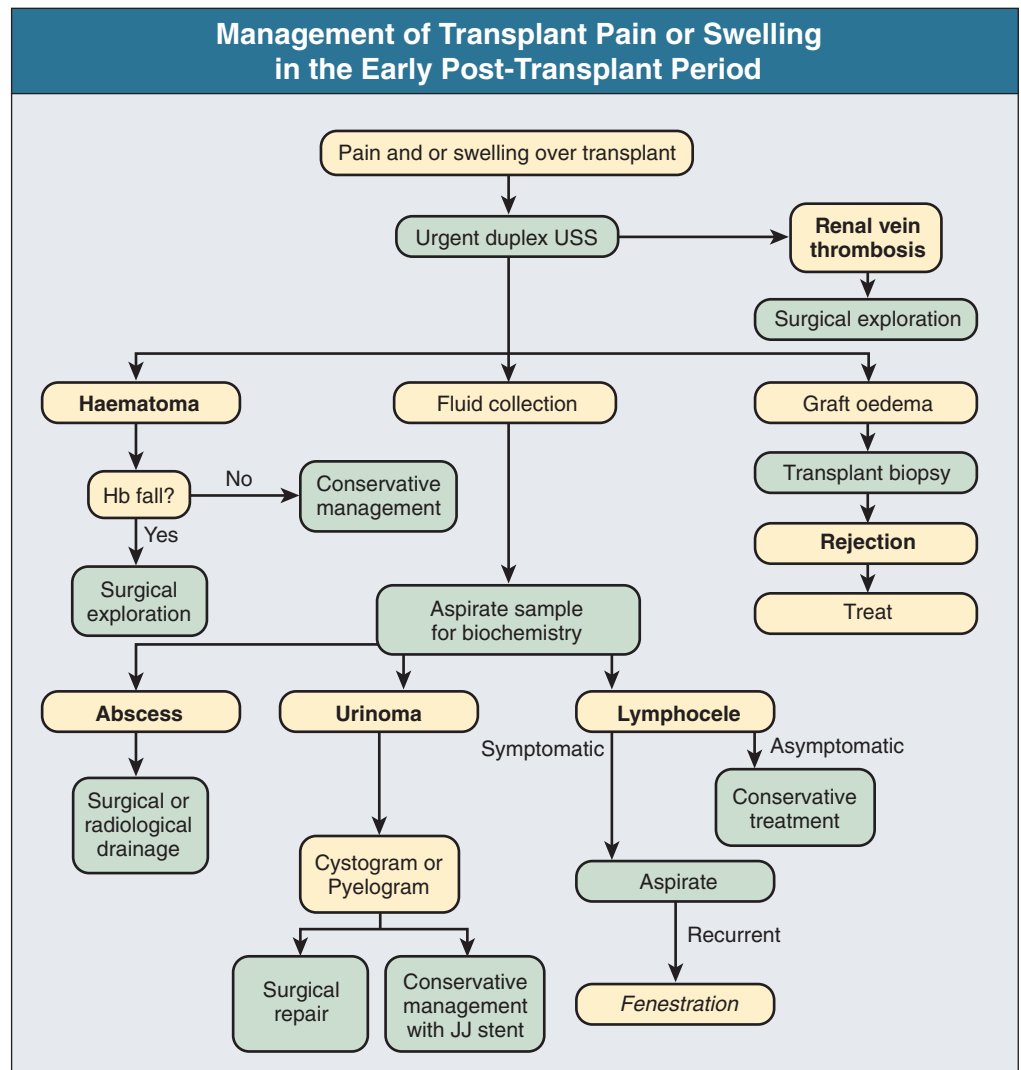 Management of Transplant Pain or Swelling
in the Early Post-Transplant Period
Pain and or swelling over transplant
Urgent duplex USS
Renal vein
thrombosis
Surgical exploration
Haematoma
Fluid collection
Graft oedema
Hb fall?
No
Conservative
management
Yes
Surgical
exploration
Transplant biopsy
Rejection
Treat
Aspirate sample
for biochemistry
Abscess
Urinoma
Lymphocele
Symptomatic
Asymptomatic
Surgical or
radiological
drainage
Conservative
treatment
Cystogram or
Pyelogram
Aspirate
Recurrent
Surgical
repair
Conservative
management
with JJ stent
Fenestration